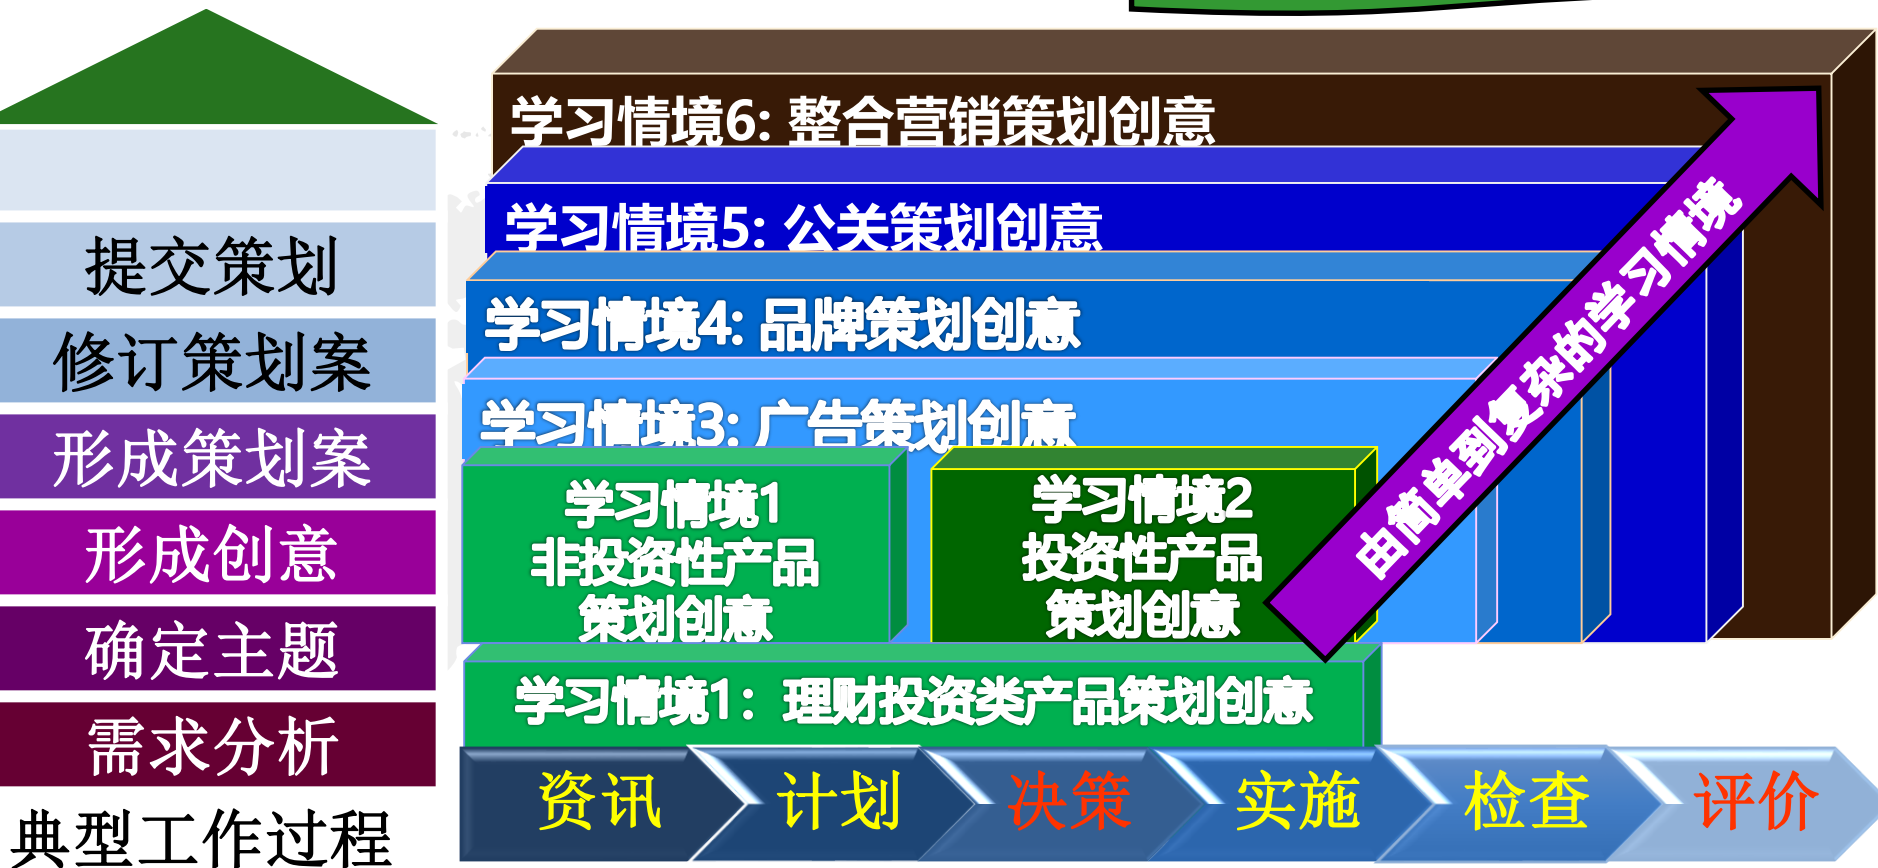 学习情境6: 整合营销策划创意
学习情境5: 公关策划创意
学习情境4: 品牌策划创意
学习情境3: 广告策划创意
学习情境1
非投资性产品
策划创意
学习情境2
投资性产品
策划创意
学习情境1：理财投资类产品策划创意
由简单到复杂的学习情境
提交策划
修订策划案
形成策划案
形成创意
确定主题
需求分析
典型工作过程
资讯
计划
决策
实施
检查
评价